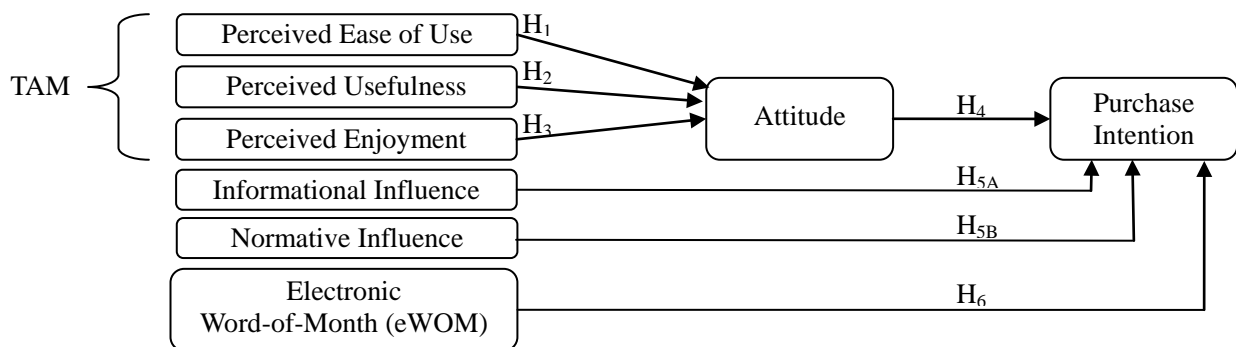 Perceived Ease of Use
H1
TAM
Perceived Usefulness
H2
Perceived Enjoyment
H3
Attitude
H4
Purchase
Intention
Informational Influence
H5A
Normative Influence
H5B
Electronic
Word-of-Month (eWOM)
H6